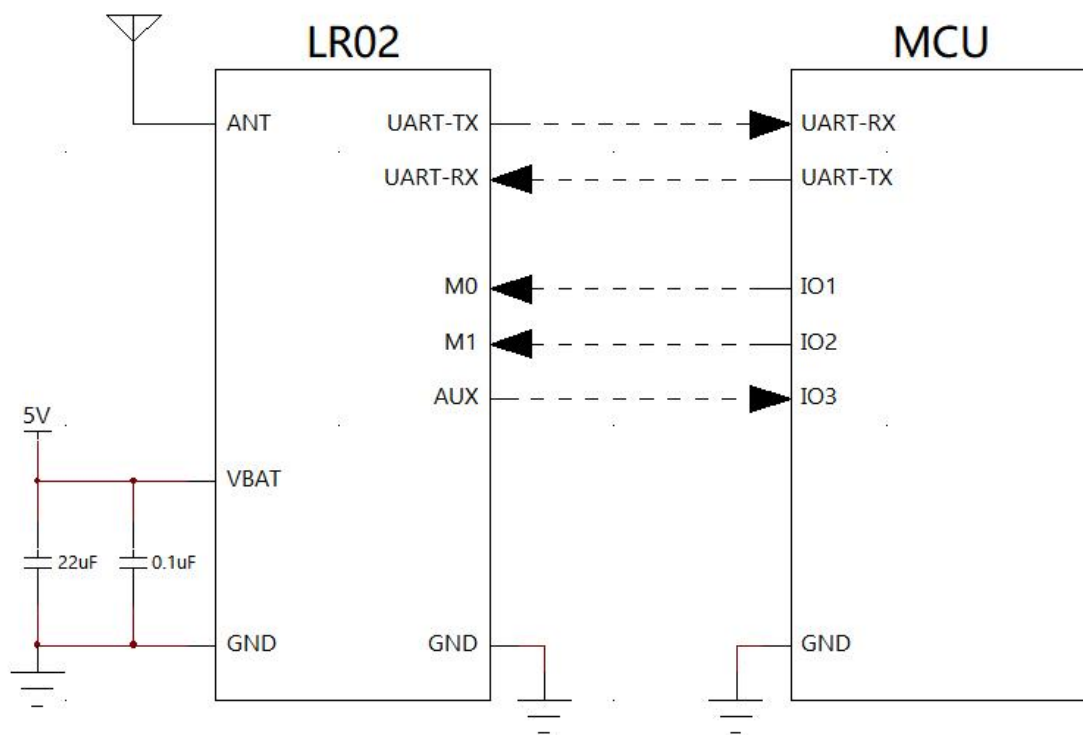 LR02
MCU
ANT
UART-TX
UART-RX
UART-RX
UART-TX
M0
IO1
M1
IO2
AUX
IO3
5V
VBAT
22uF
0.1uF
GND
GND
GND